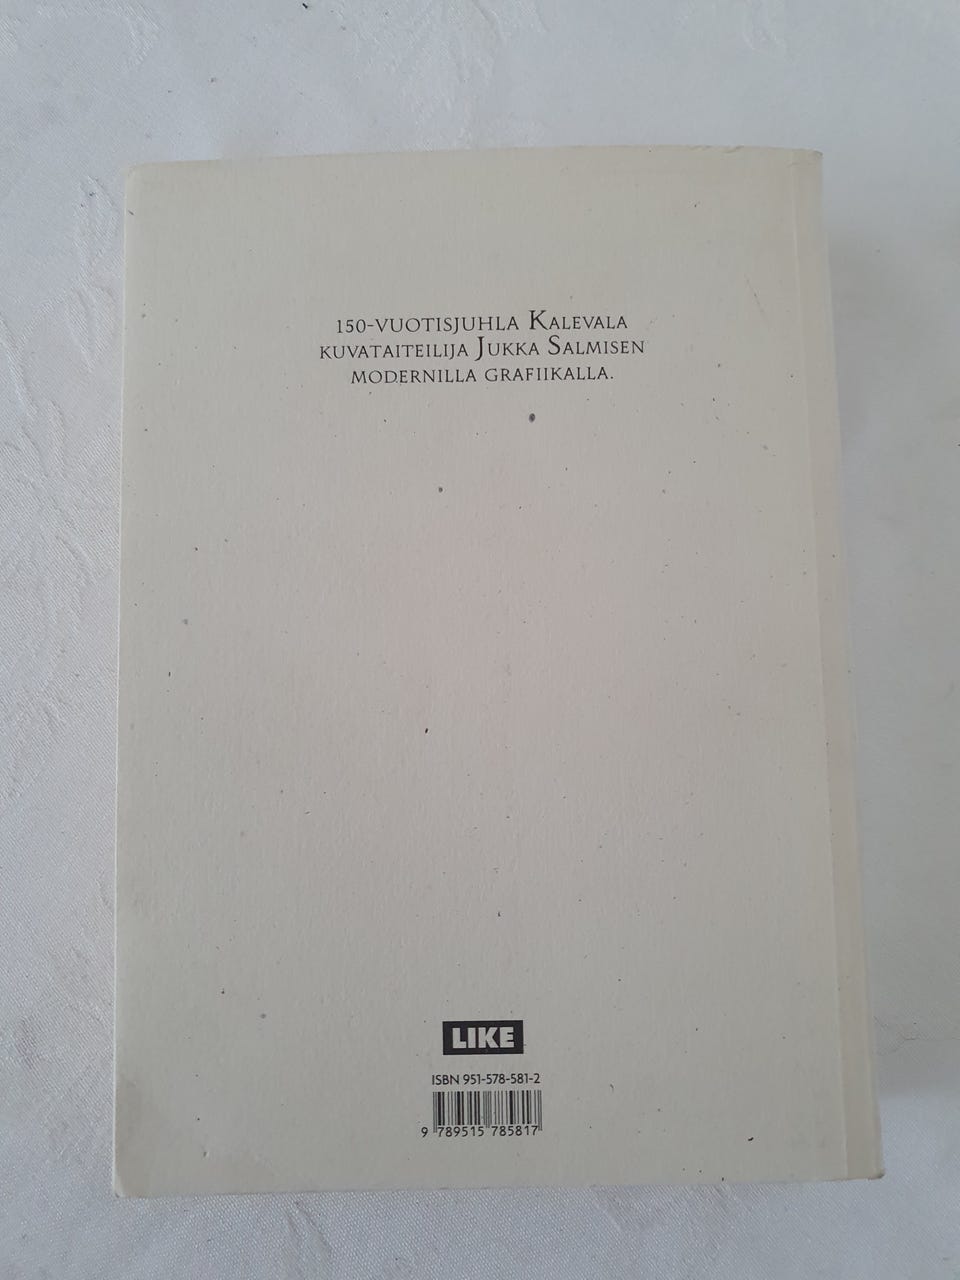 150-VUOTISJUHLA KALEVALA
KUVATAITEILIJA JUKKA SALMISEN
MODERNILLA GRAFIIKALLA.
LIKE
ISBN 951-578-581-2
9 789515 785817